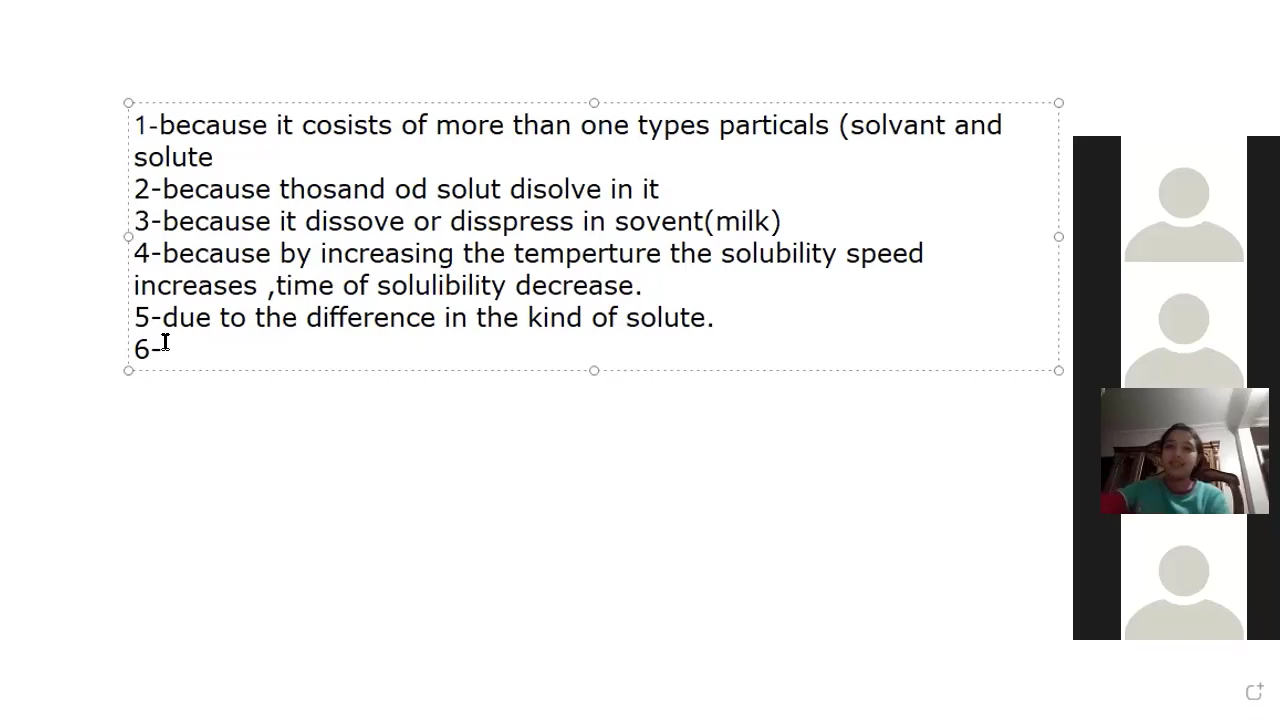 1-because it cosists of more than one types particals (solvant and
solute
2-because thosand od solut disolve in it
3-because it dissove or disspress in sovent(milk)
4-because by increasing the temperture the solubility speed
increases ,time of solulibility decrease.
5-due to the difference in the kind of solute.
6-